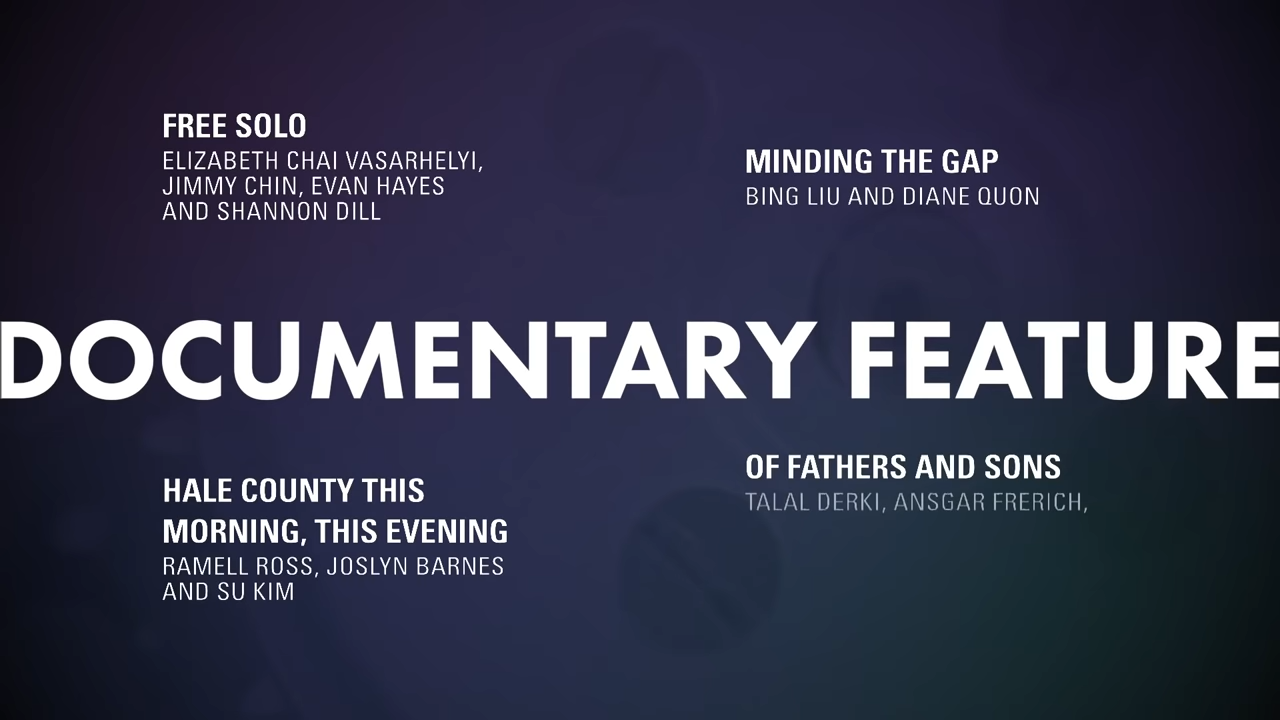 FREE SOLO
ELIZABETH CHAI VASARHELYI,
JIMMY CHIN, EVAN HAYES
AND SHANNON DILL
MINDING THE GAP
BING LIU AND DIANE QUON
DOCUMENTARY FEATURE
HALE COUNTY THIS
MORNING, THIS EVENING
RAMELL ROSS, JOSLYN BARNES
AND SU KIM
OF FATHERS AND SONS
TALAL DERKI, ANSGAR FRERICH,